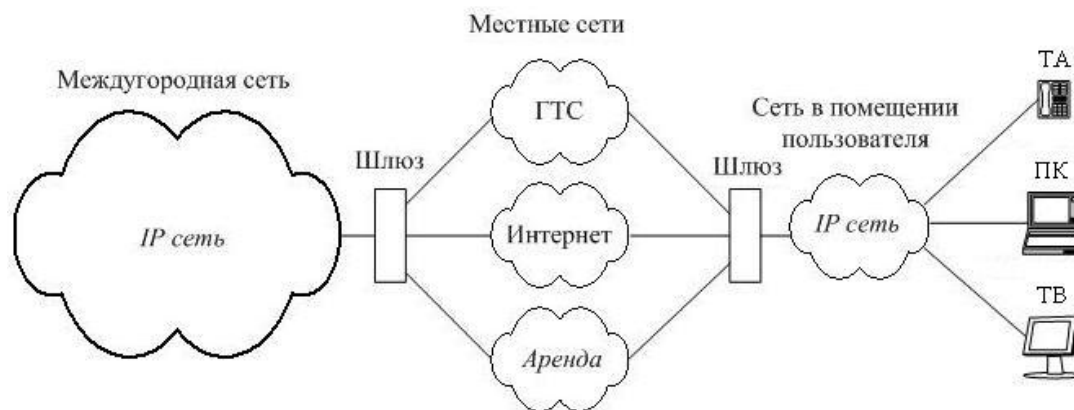 Местные сети
Междугородная сеть
ТА
ГТС
Сеть в помещении
пользователя
Шлюз
Шлюз
ПК
IP сеть
Интернет
IP сеть
ТВ
Аренда